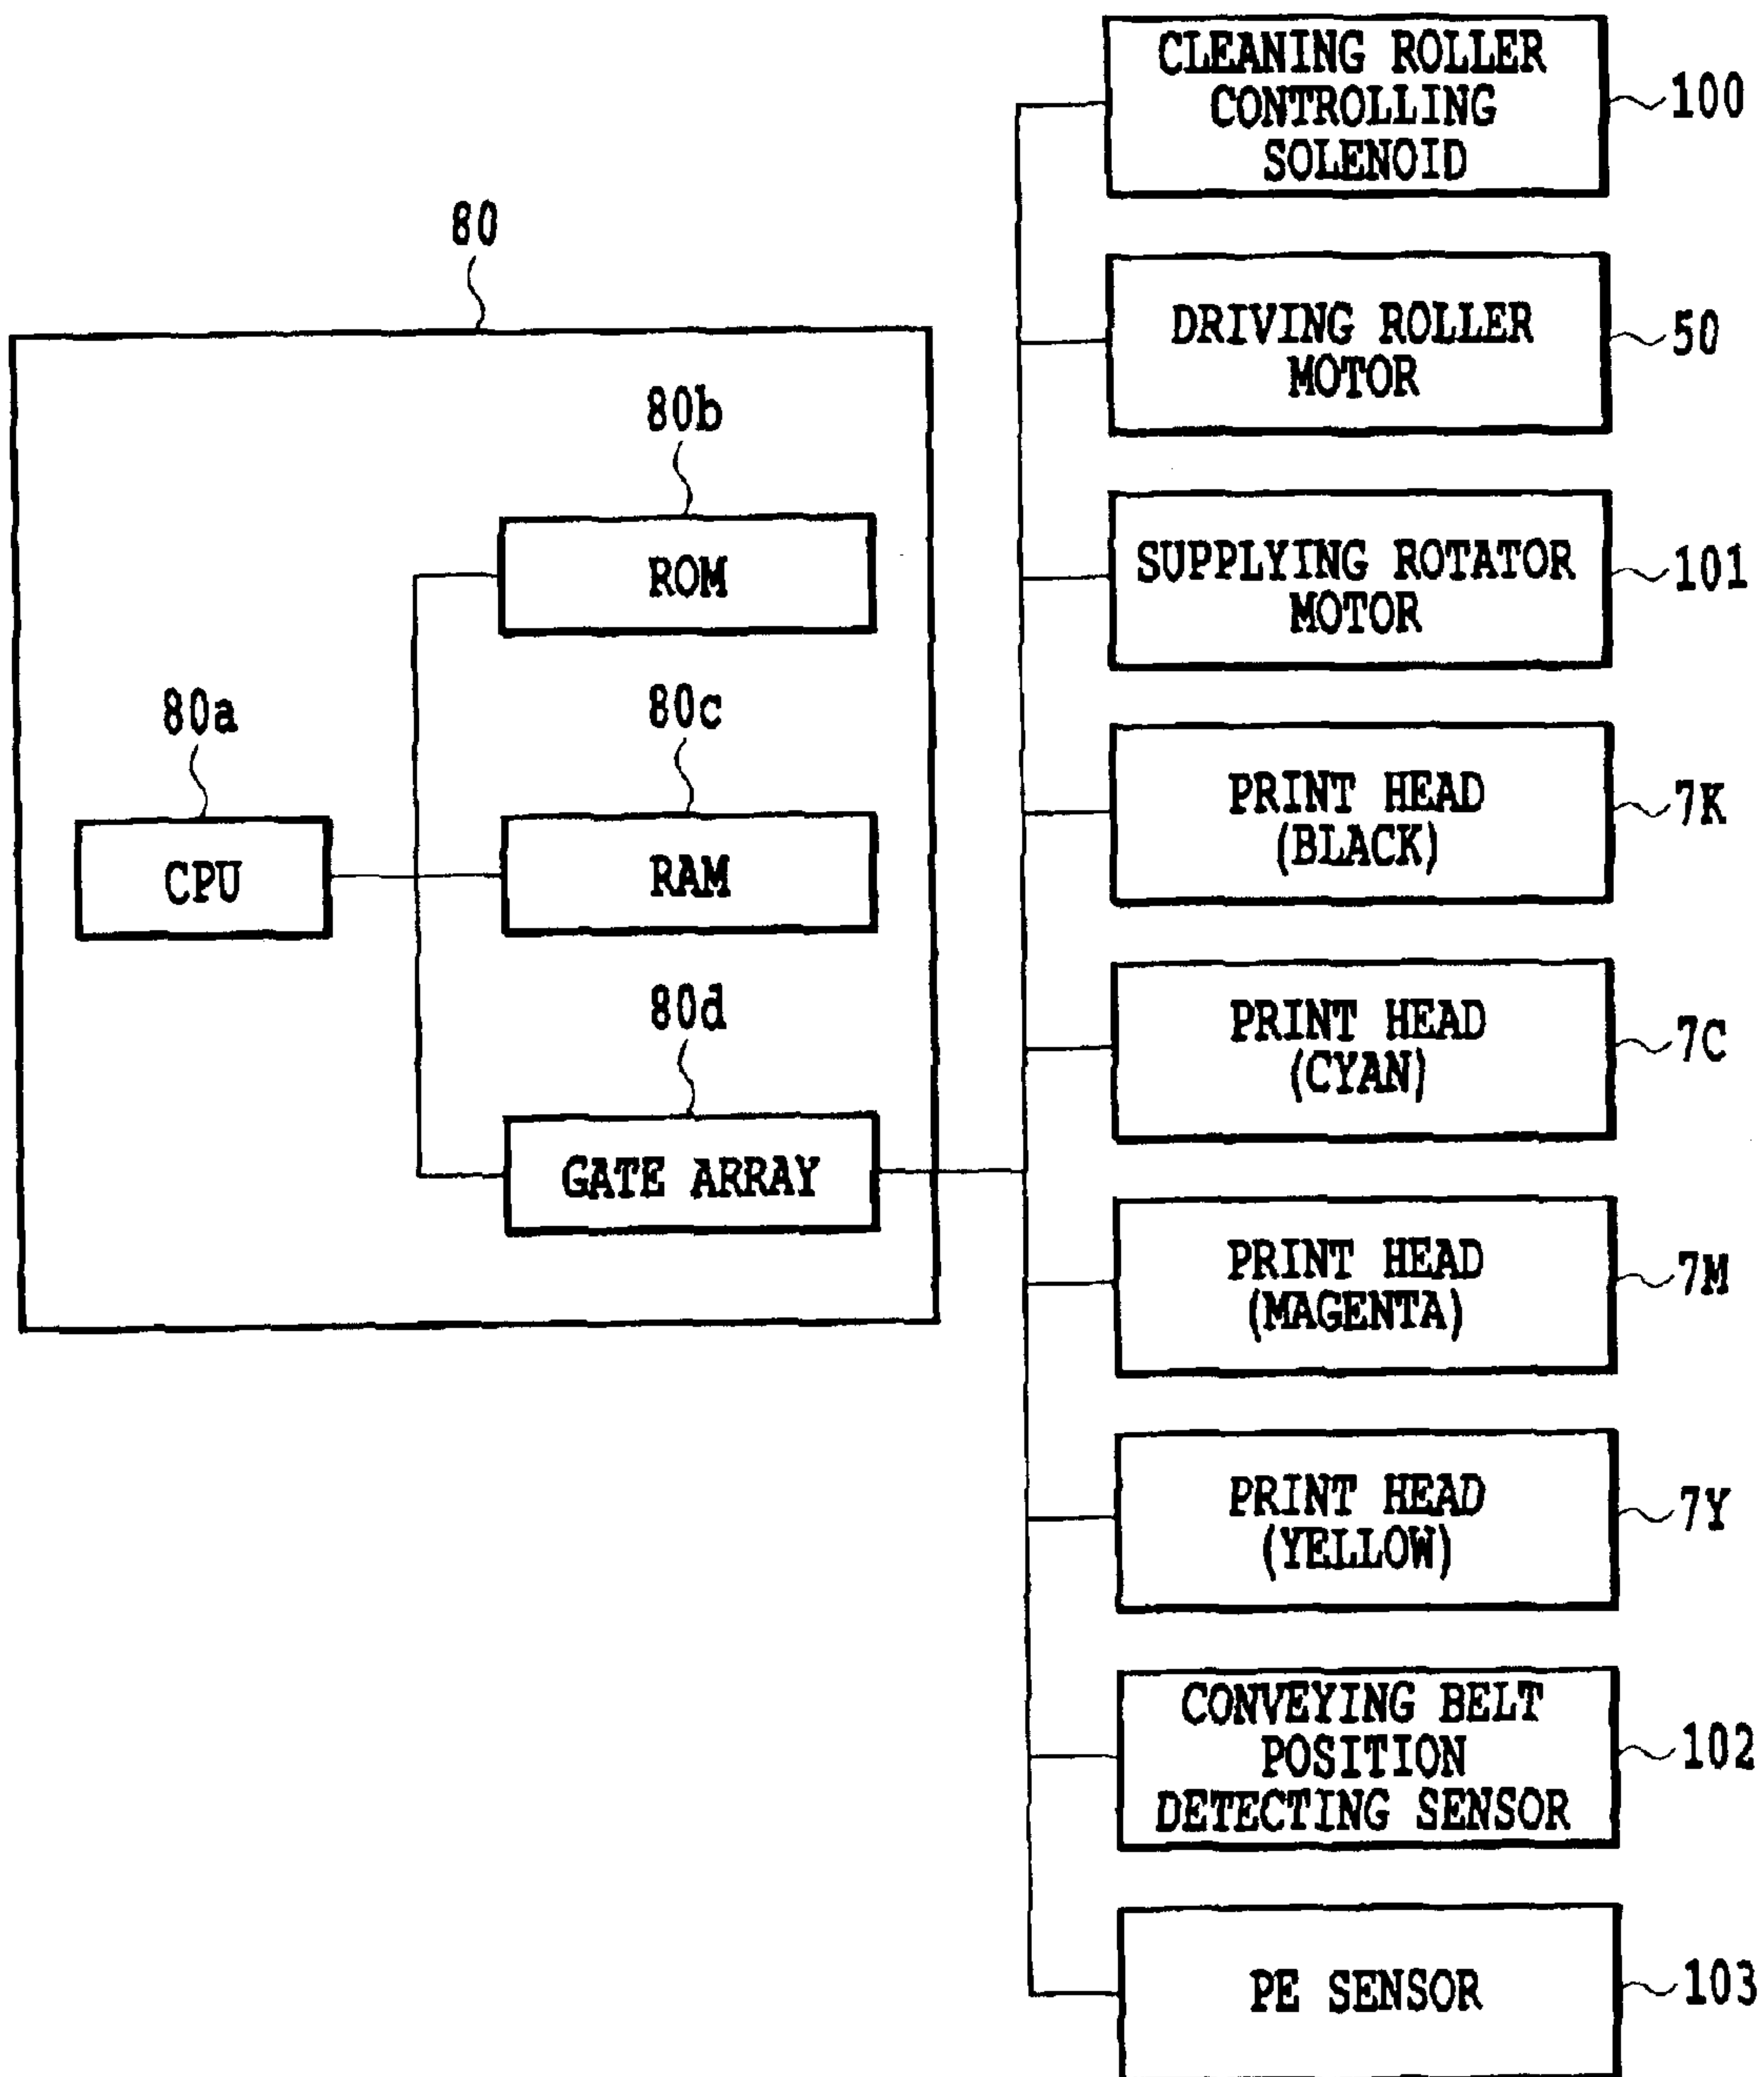 80
80b
ROM
80a
80c
CPU
RAM
80d
GATE ARRAY
CLEANING ROLLER
CONTROLLING
SOLENOID
100
DRIVING ROLLER
MOTOR
50
SUPPLYING ROTATOR
MOTOR
101
PRINT HEAD
(BLACK)
7K
PRINT HEAD
(CYAN)
7C
PRINT HEAD
(MAGENTA)
7M
PRINT HEAD
(YELLOW)
7Y
CONVEYING BELT
POSITION
DETECTING SENSOR
102
PE SENSOR
103